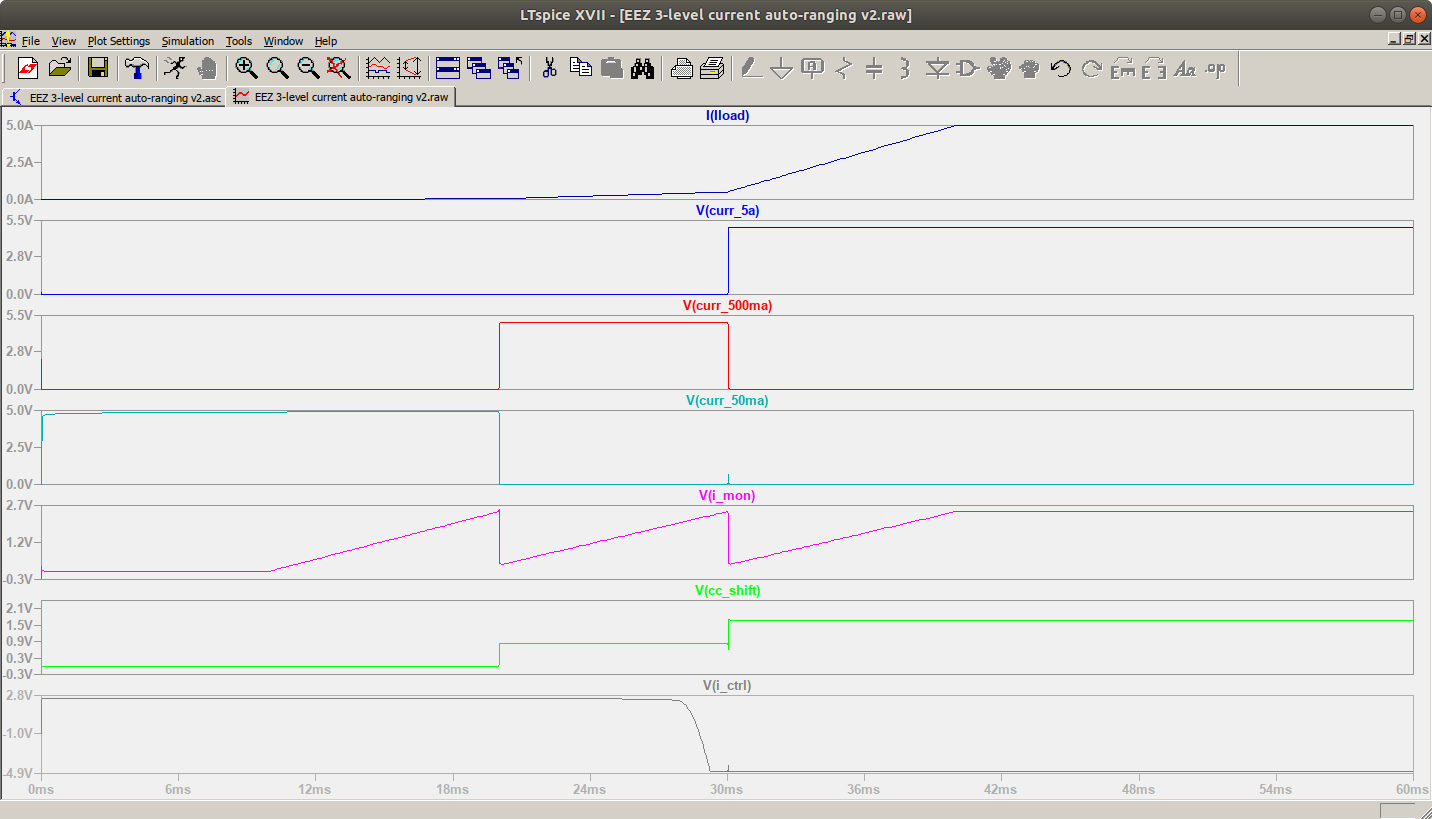 LTspice XVII - [EEZ 3-level current auto-ranging v2.raw]
File View Plot Settings Simulation Tools Window Help
EEZ 3-level current auto-ranging v2.asc EEZ 3-level current auto-ranging v2.raw
I(Iload)
5.0A
2.5A
0.0A
V(curr_5a)
5.5V
2.8V
0.0V
V(curr_500ma)
5.5V
2.8V
0.0V
V(curr_50ma)
5.0V
2.5V
0.0V
V(i_mon)
2.7V
1.2V
-0.3V
V(cc_shift)
2.1V
1.5V
0.9V
0.3V
-0.3V
V(i_ctrl)
2.8V
-1.0V
-4.9V
0ms 6ms 12ms 18ms 24ms 30ms 36ms 42ms 48ms 54ms 60ms